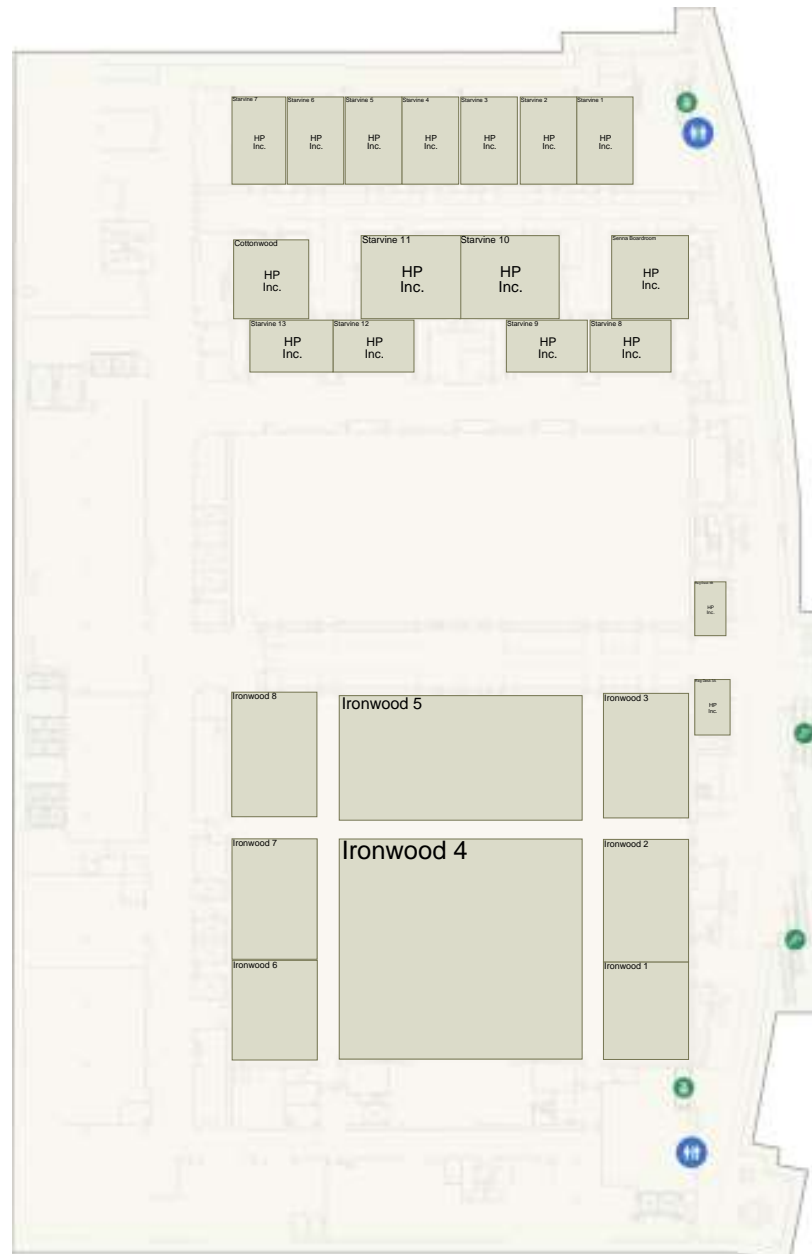 Starvine 7
Starvine 6
Starvine 5
Starvine 4
Starvine 3
Starvine 2
Starvine 1
HP
Inc.
HP
Inc.
HP
Inc.
HP
Inc.
HP
Inc.
HP
Inc.
HP
Inc.
Cottonwood
HP
Inc.
Starvine 11
HP
Inc.
Starvine 10
HP
Inc.
Senna Boardroom
HP
Inc.
Starvine 13
HP
Inc.
Starvine 12
HP
Inc.
Starvine 9
HP
Inc.
Starvine 8
HP
Inc.
HP
Inc.
HP
Inc.
Ironwood 8
Ironwood 5
Ironwood 3
Ironwood 7
Ironwood 4
Ironwood 2
Ironwood 6
Ironwood 1